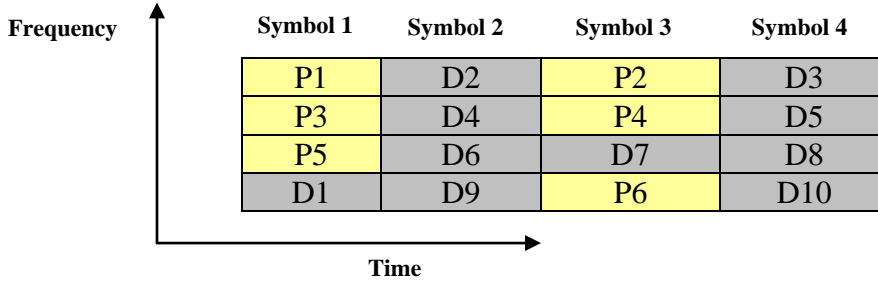 Frequency Symbol 1 Symbol 2 Symbol 3 Symbol 4
P1 D2 P2 D3
P3 D4 P4 D5
P5 D6 D7 D8
D1 D9 P6 D10
Time